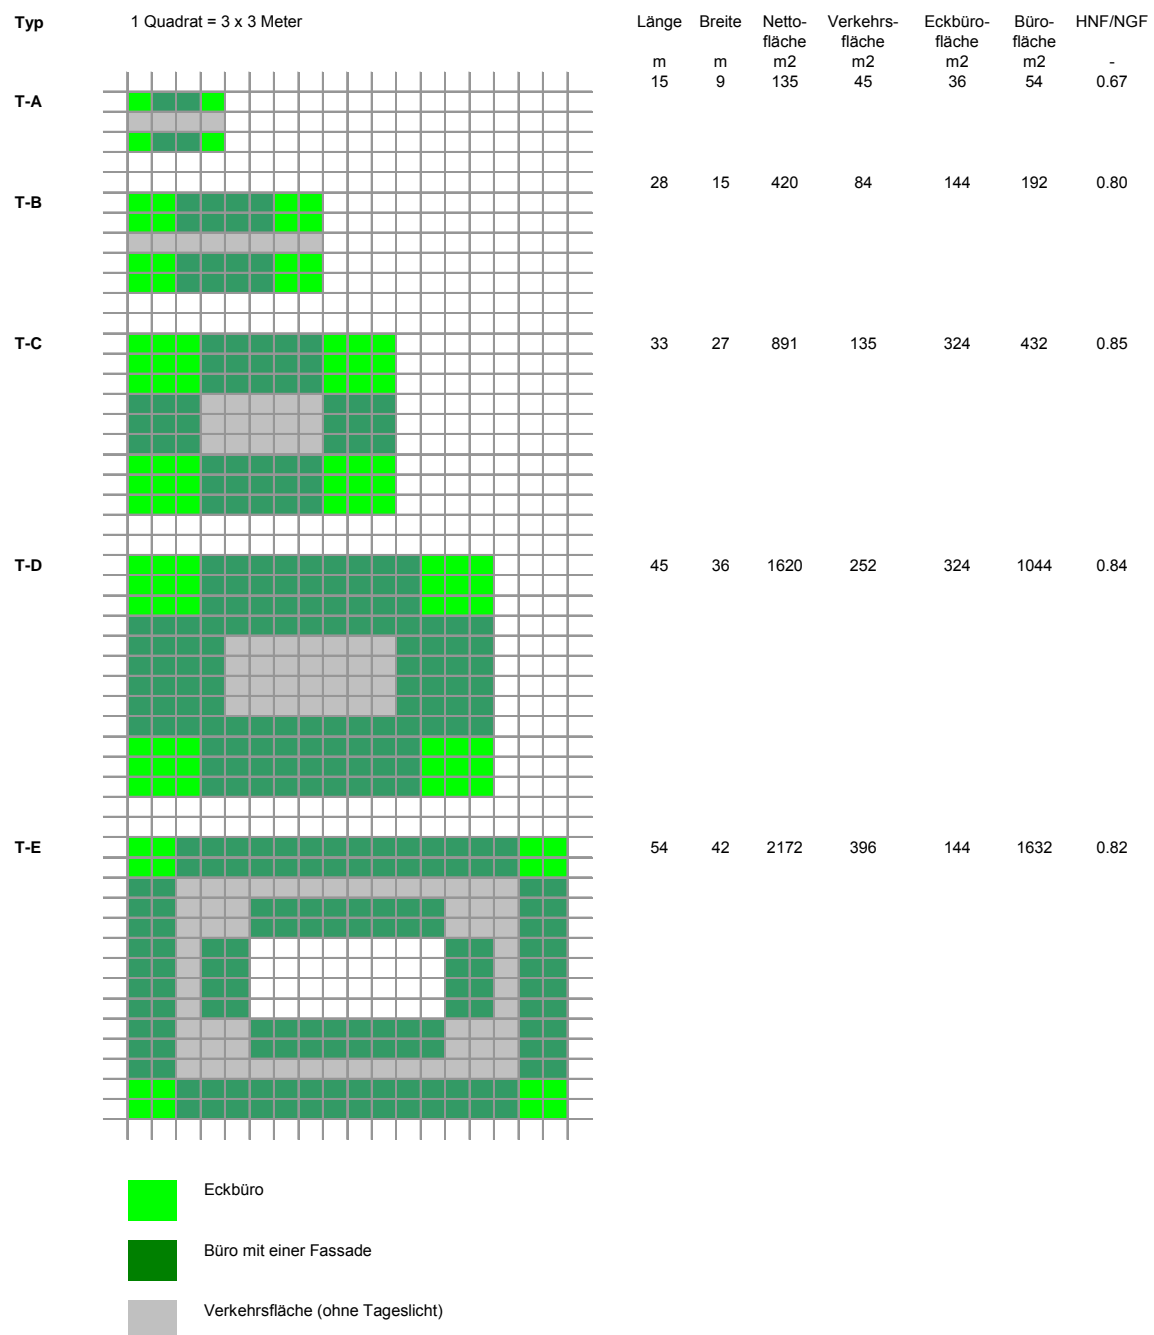 Typ 1 Quadrat = 3 x 3 Meter Länge Breite Netto- Verkehrs- Eckbüro- Büro- HNF/NGF
fläche fläche fläche fläche
m m m2 m2 m2 m2 -
15 9 135 45 36 54 0.67
T-A
28 15 420 84 144 192 0.80
T-B
T-C 33 27 891 135 324 432 0.85
T-D 45 36 1620 252 324 1044 0.84
T-E 54 42 2172 396 144 1632 0.82
Eckbüro
Büro mit einer Fassade
Verkehrsfläche (ohne Tageslicht)